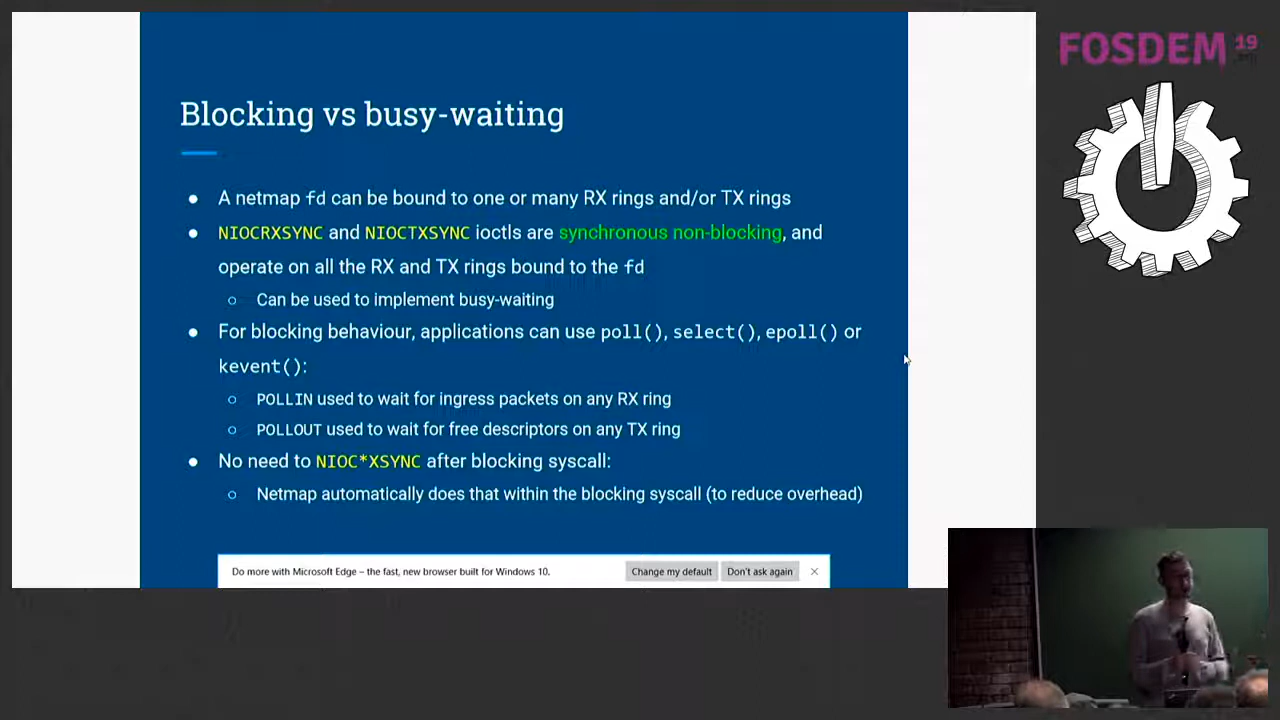 FOSDEM 19
.org
Blocking vs busy-waiting
● A netmap fd can be bound to one or many RX rings and/or TX rings
● NIOCRXSYNC and NIOCTXSYNC ioctls are synchronous non-blocking, and
operate on all the RX and TX rings bound to the fd
○ Can be used to implement busy-waiting
● For blocking behaviour, applications can use poll(), select(), epoll() or
kevent():
○ POLLIN used to wait for ingress packets on any RX ring
○ POLLOUT used to wait for free descriptors on any TX ring
● No need to NIOC*XSYNC after blocking syscall:
○ Netmap automatically does that within the blocking syscall (to reduce overhead)
Do more with Microsoft Edge – the fast, new browser built for Windows 10. Change my default Don't ask again